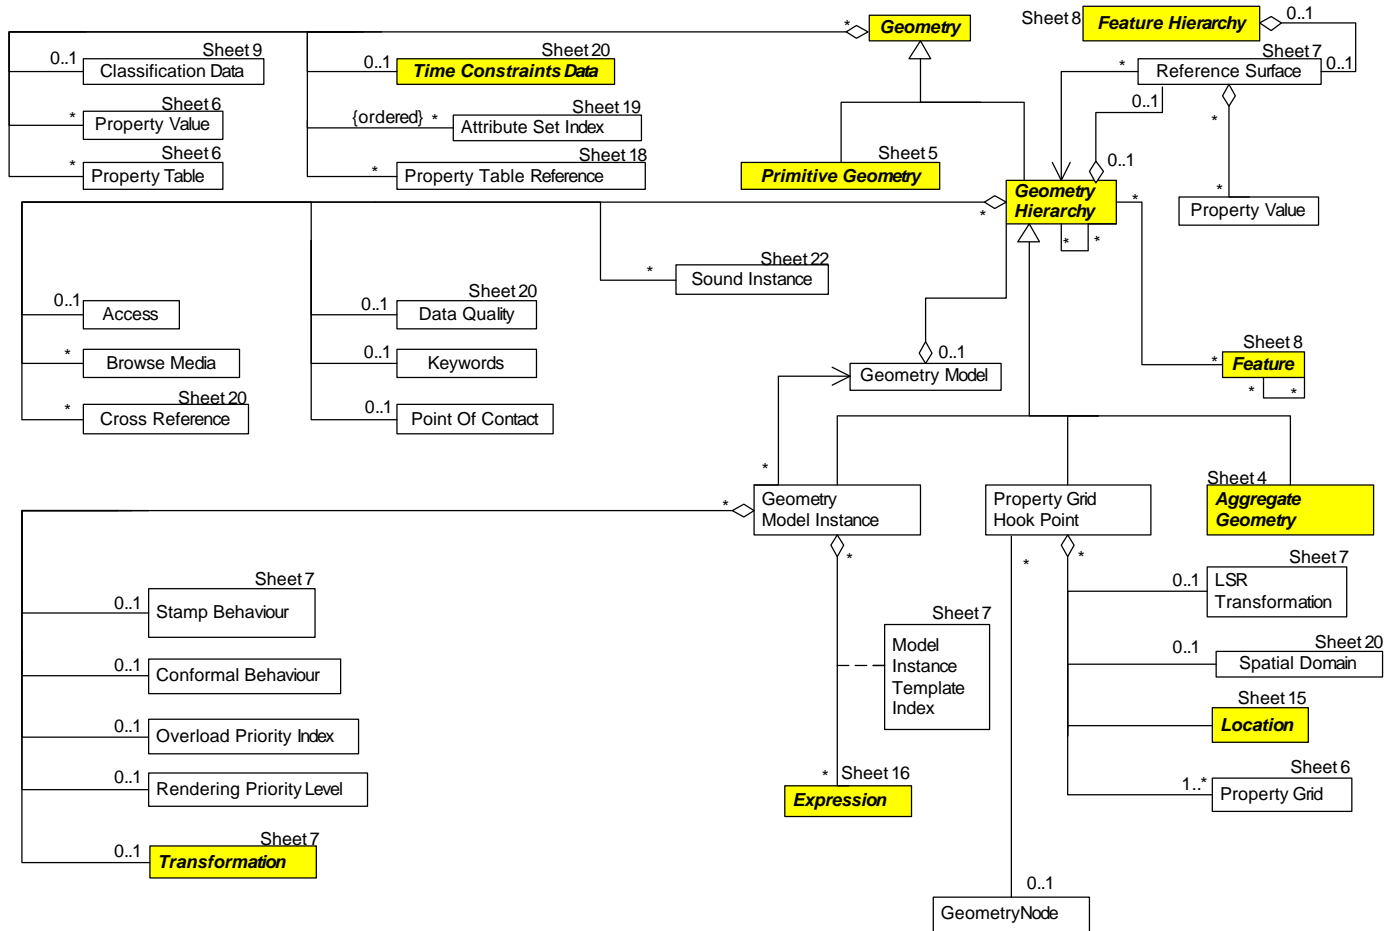 *
Geometry
Sheet 8
Feature Hierarchy
0..1
Sheet 9
0..1
Classification Data
Sheet 20
0..1
Time Constraints Data
Sheet 7
*
Reference Surface
0..1
0..1
Sheet 6
*
Property Value
Sheet 19
{ordered}
*
Attribute Set Index
*
Sheet 6
*
Property Table
Sheet 18
*
Property Table Reference
Sheet 5
Primitive Geometry
0..1
Geometry
Hierarchy
*
*
*
*
*
Property Value
Sheet 22
*
Sound Instance
0..1
Access
Sheet 20
0..1
Data Quality
*
Browse Media
0..1
Keywords
0..1
Geometry Model
Sheet 8
*
Feature
*
*
Sheet 20
*
Cross Reference
0..1
Point Of Contact
*
*
Geometry
Model Instance
*
Property Grid
Hook Point
*
*
Sheet 4
Aggregate
Geometry
Sheet 7
0..1
Stamp Behaviour
Sheet 7
0..1
LSR
Transformation
Sheet 7
Model
Instance
Template
Index
0..1
Conformal Behaviour
Sheet 20
0..1
Spatial Domain
0..1
Overload Priority Index
Sheet 15
Location
0..1
Rendering Priority Level
*
Sheet 16
Expression
Sheet 6
1..*
Property Grid
Sheet 7
0..1
Transformation
0..1
GeometryNode